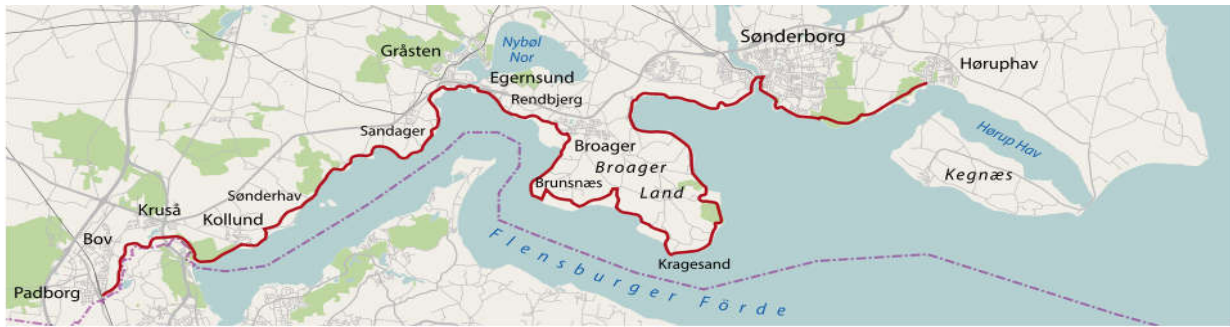 Sønderborg
Nybøl
Nor
Gråsten
Høruphav
Egernsund
Rendbjerg
Sandager
Hørup Hav
Broager
Broager
Land
Kegnæs
Brunsnæs
Sønderhav
Kruså
Kollund
Bov
Kragesand
Flensburger Förde
Padborg